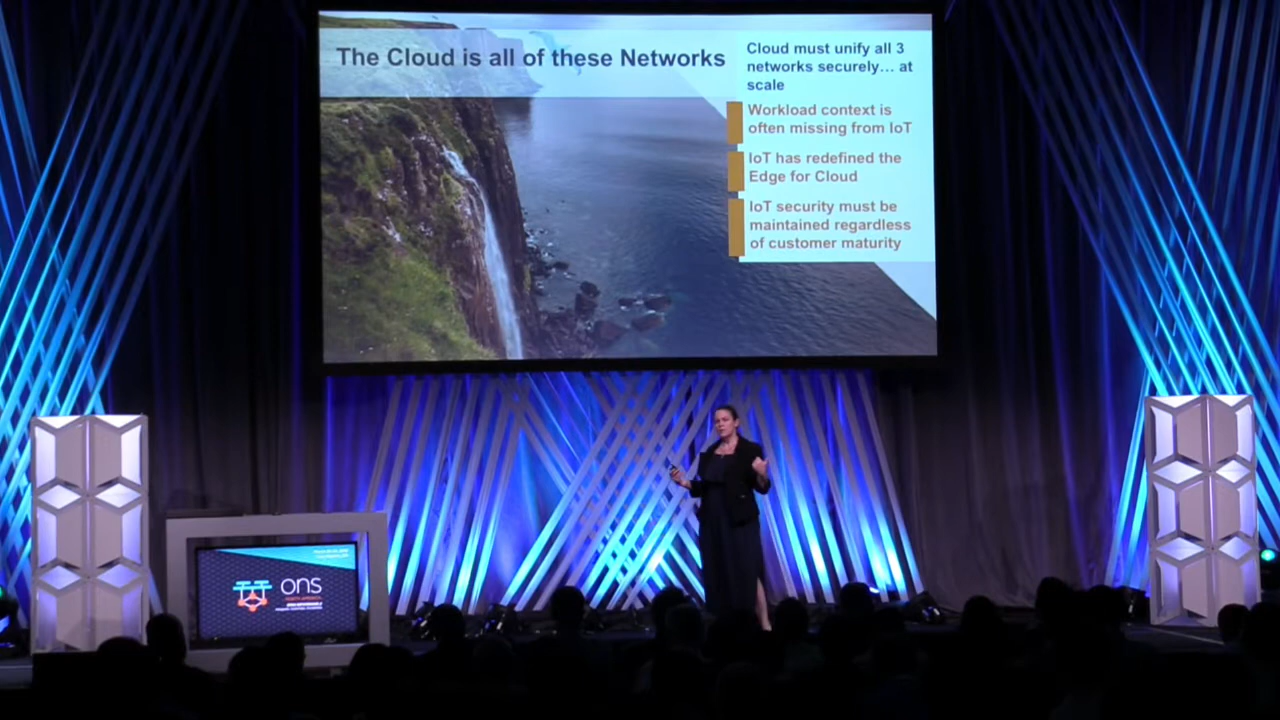 The Cloud is all of these Networks
Cloud must unify all 3
networks securely... at
scale
Workload context is
often missing from IoT
IoT has redefined the
Edge for Cloud
IoT security must be
maintained regardless
of customer maturity
ons